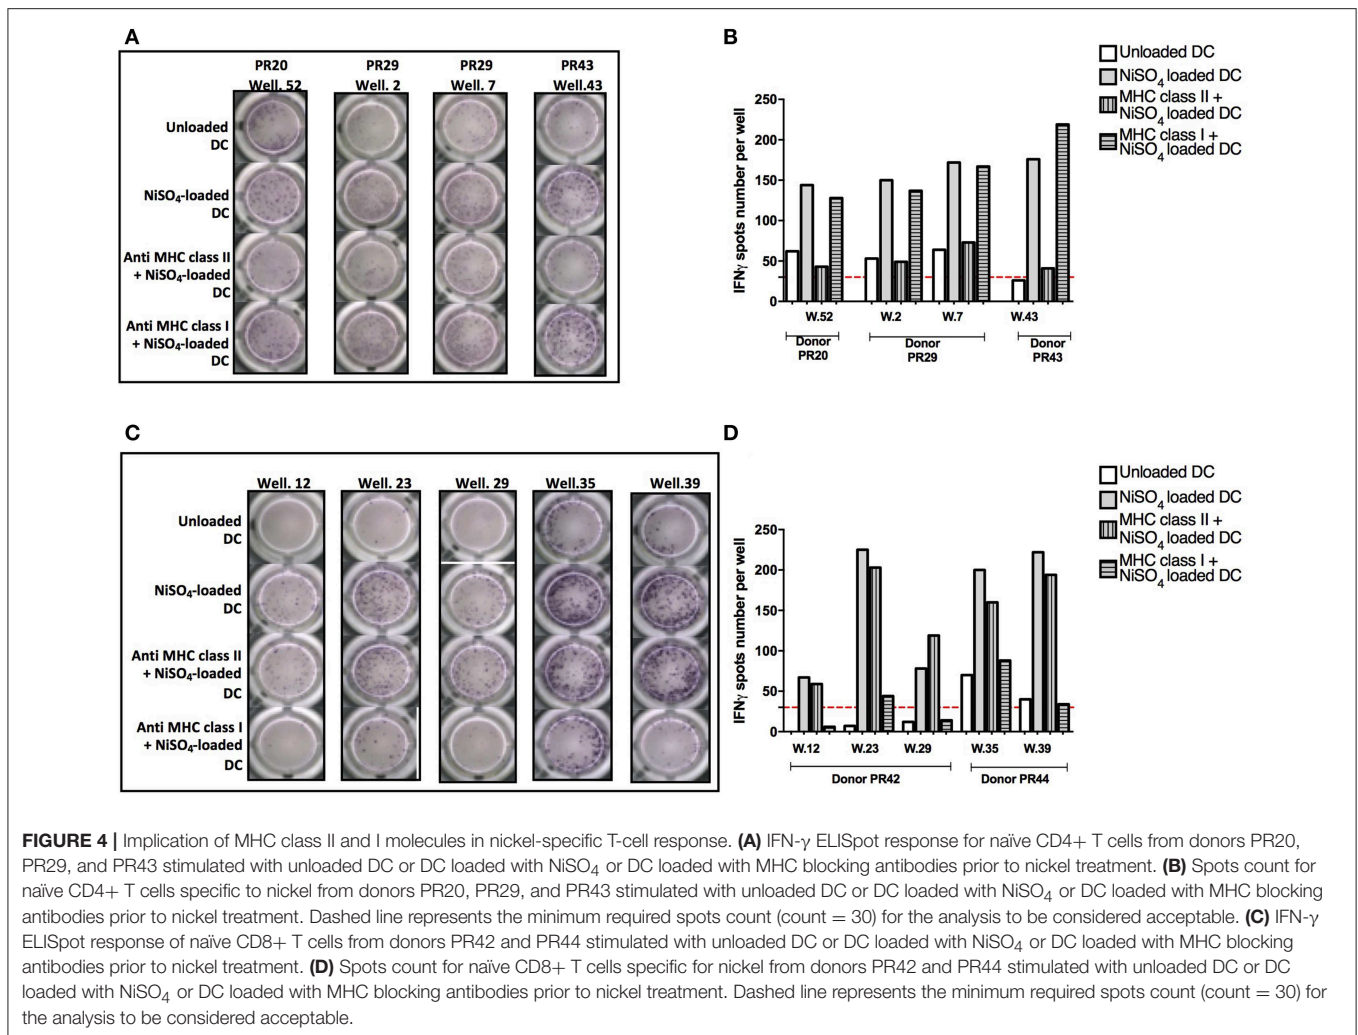 A
PR20 PR29 PR29 PR43
Well. 52 Well. 2 Well. 7 Well.43
Unloaded
DC
NiSO₄-loaded
DC
Anti MHC class II
+ NiSO₄-loaded
DC
Anti MHC class I
+ NiSO₄-loaded
DC
B
Unloaded DC
NiSO₄ loaded DC
MHC class II +
NiSO₄ loaded DC
MHC class I +
NiSO₄ loaded DC
IFNγ spots number per well
250
200
150
100
50
0
W.52 W.2 W.7 W.43
Donor Donor Donor
PR20 PR29 PR43
C
Well. 12 Well. 23 Well. 29 Well.35 Well.39
Unloaded
DC
NiSO₄-loaded
DC
Anti MHC class II
+ NiSO₄-loaded
DC
Anti MHC class I
+ NiSO₄-loaded
DC
D
Unloaded DC
NiSO₄ loaded DC
MHC class II +
NiSO₄ loaded DC
MHC class I +
NiSO₄ loaded DC
IFNγ spots number per well
250
200
150
100
50
0
W.12 W.23 W.29 W.35 W.39
Donor PR42 Donor PR44
FIGURE 4 | Implication of MHC class II and I molecules in nickel-specific T-cell response. (A) IFN-γ ELISpot response for naïve CD4+ T cells from donors PR20,
PR29, and PR43 stimulated with unloaded DC or DC loaded with NiSO₄ or DC loaded with MHC blocking antibodies prior to nickel treatment. (B) Spots count for
naïve CD4+ T cells specific to nickel from donors PR20, PR29, and PR43 stimulated with unloaded DC or DC loaded with NiSO₄ or DC loaded with MHC blocking
antibodies prior to nickel treatment. Dashed line represents the minimum required spots count (count = 30) for the analysis to be considered acceptable. (C) IFN-γ
ELISpot response of naïve CD8+ T cells from donors PR42 and PR44 stimulated with unloaded DC or DC loaded with NiSO₄ or DC loaded with MHC blocking
antibodies prior to nickel treatment. (D) Spots count for naïve CD8+ T cells specific for nickel from donors PR42 and PR44 stimulated with unloaded DC or DC
loaded with NiSO₄ or DC loaded with MHC blocking antibodies prior to nickel treatment. Dashed line represents the minimum required spots count (count = 30) for
the analysis to be considered acceptable.